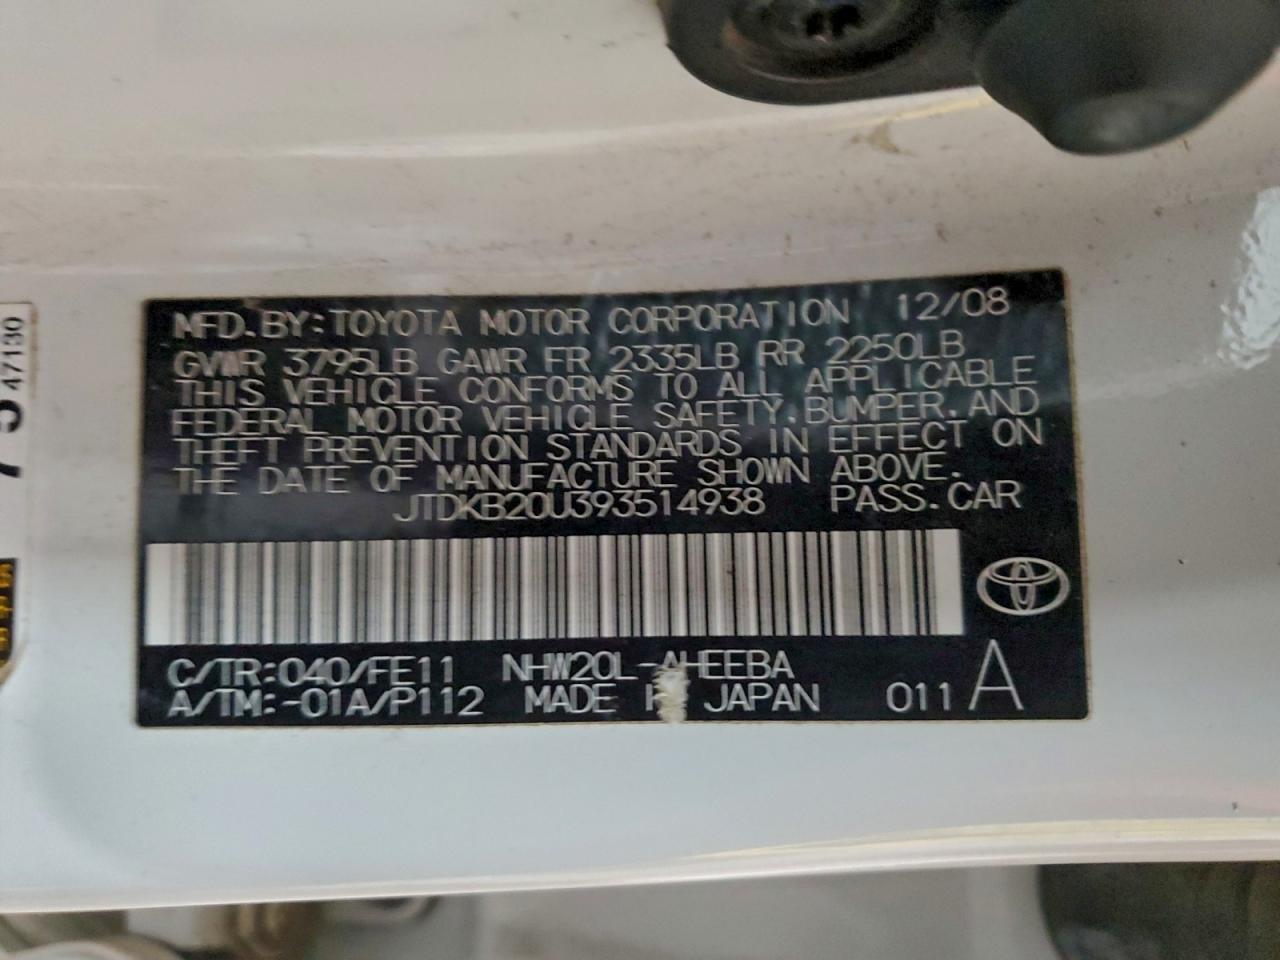 MFD.BY:TOYOTA MOTOR CORPORATION 12/08
GVWR 3795LB GAWR FR 2335LB RR 2250LB
THIS VEHICLE CONFORMS TO ALL APPLICABLE
FEDERAL MOTOR VEHICLE SAFETY,BUMPER,AND
THEFT PREVENTION STANDARDS IN EFFECT ON
THE DATE OF MANUFACTURE SHOWN ABOVE.
JTDKB20U393514938 PASS.CAR
C/TR:040/FE11 NHW20L-AHEEBA
A/TM:-01A/P112 MADE IN JAPAN 011 A
47130